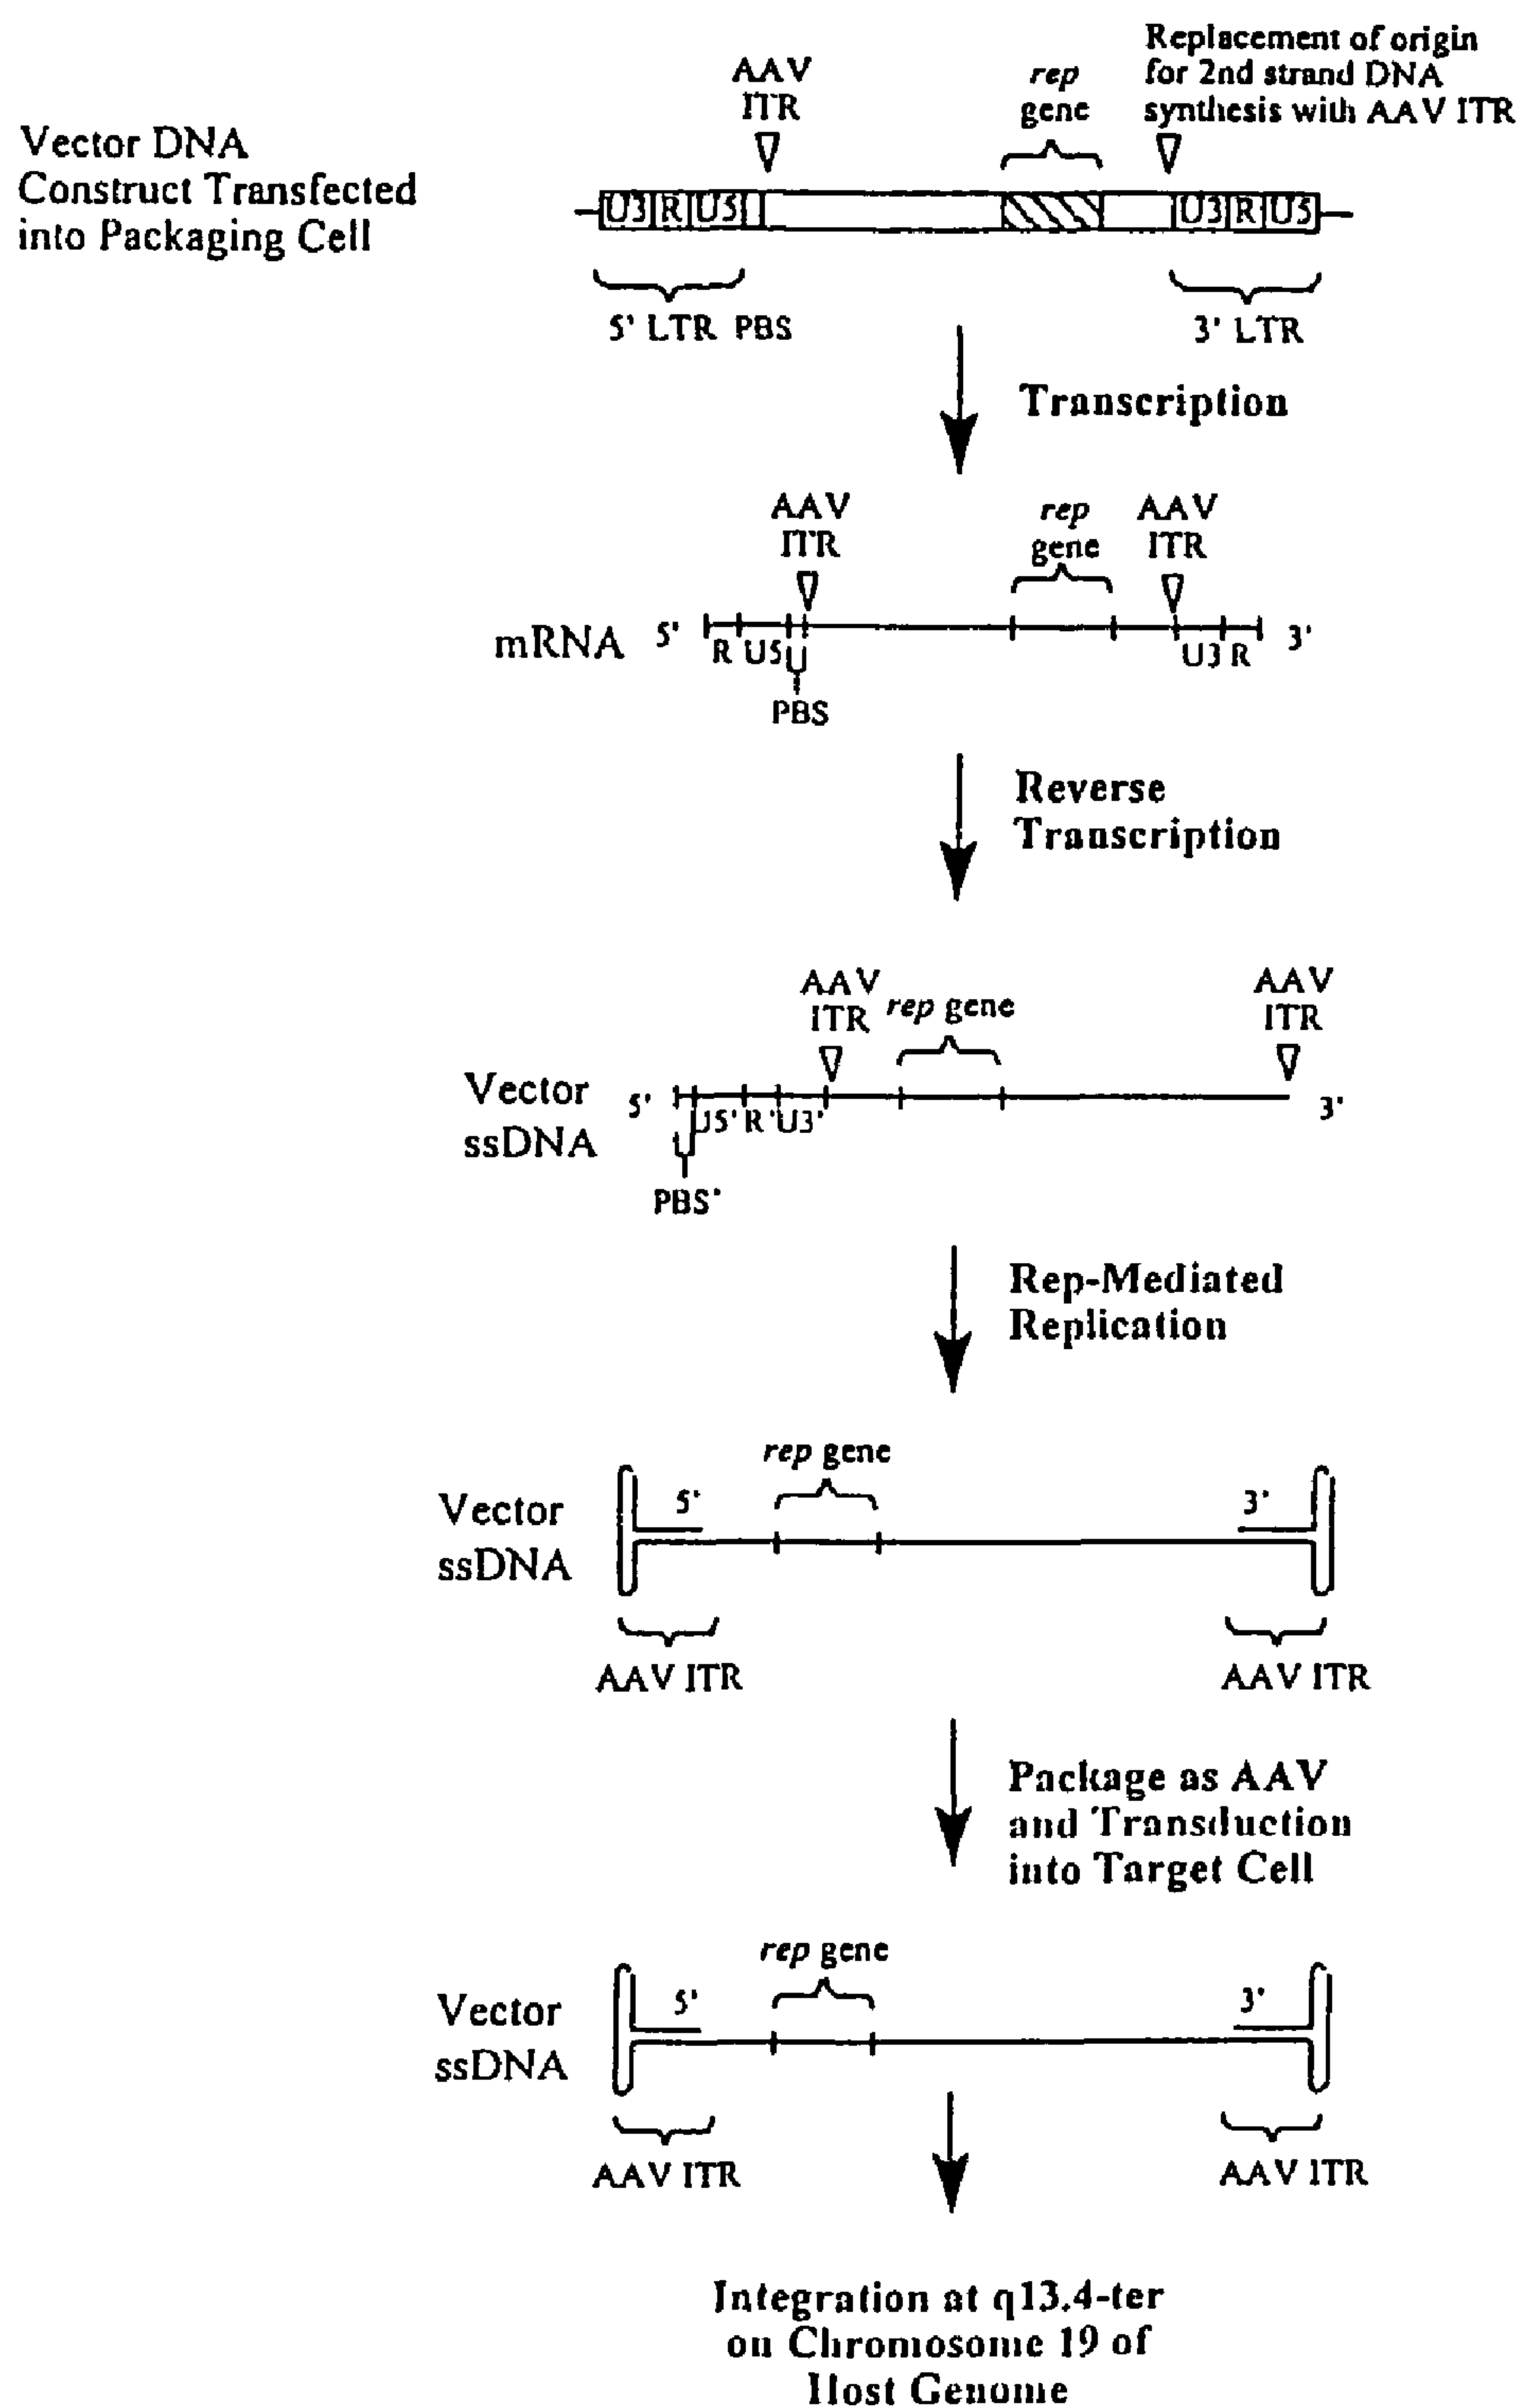 Replacement of origin
for 2nd strand DNA
synthesis with AAV ITR
AAV
ITR
rep
gene
Vector DNA
Construct Transfected
into Packaging Cell
U3 R U5 U3 R U5
5' LTR PBS 3' LTR
Transcription
AAV
ITR
rep
gene
AAV
ITR
mRNA 5' 3'
R U5 U3 R
PBS
Reverse
Transcription
AAV
ITR
rep gene
AAV
ITR
Vector
ssDNA
5' U5' R' U3' 3'
PBS'
Rep-Mediated
Replication
rep gene
Vector
ssDNA
5' 3'
AAV ITR AAV ITR
Package as AAV
and Transduction
into Target Cell
rep gene
Vector
ssDNA
5' 3'
AAV ITR AAV ITR
Integration at q13.4-ter
on Chromosome 19 of
Host Genome